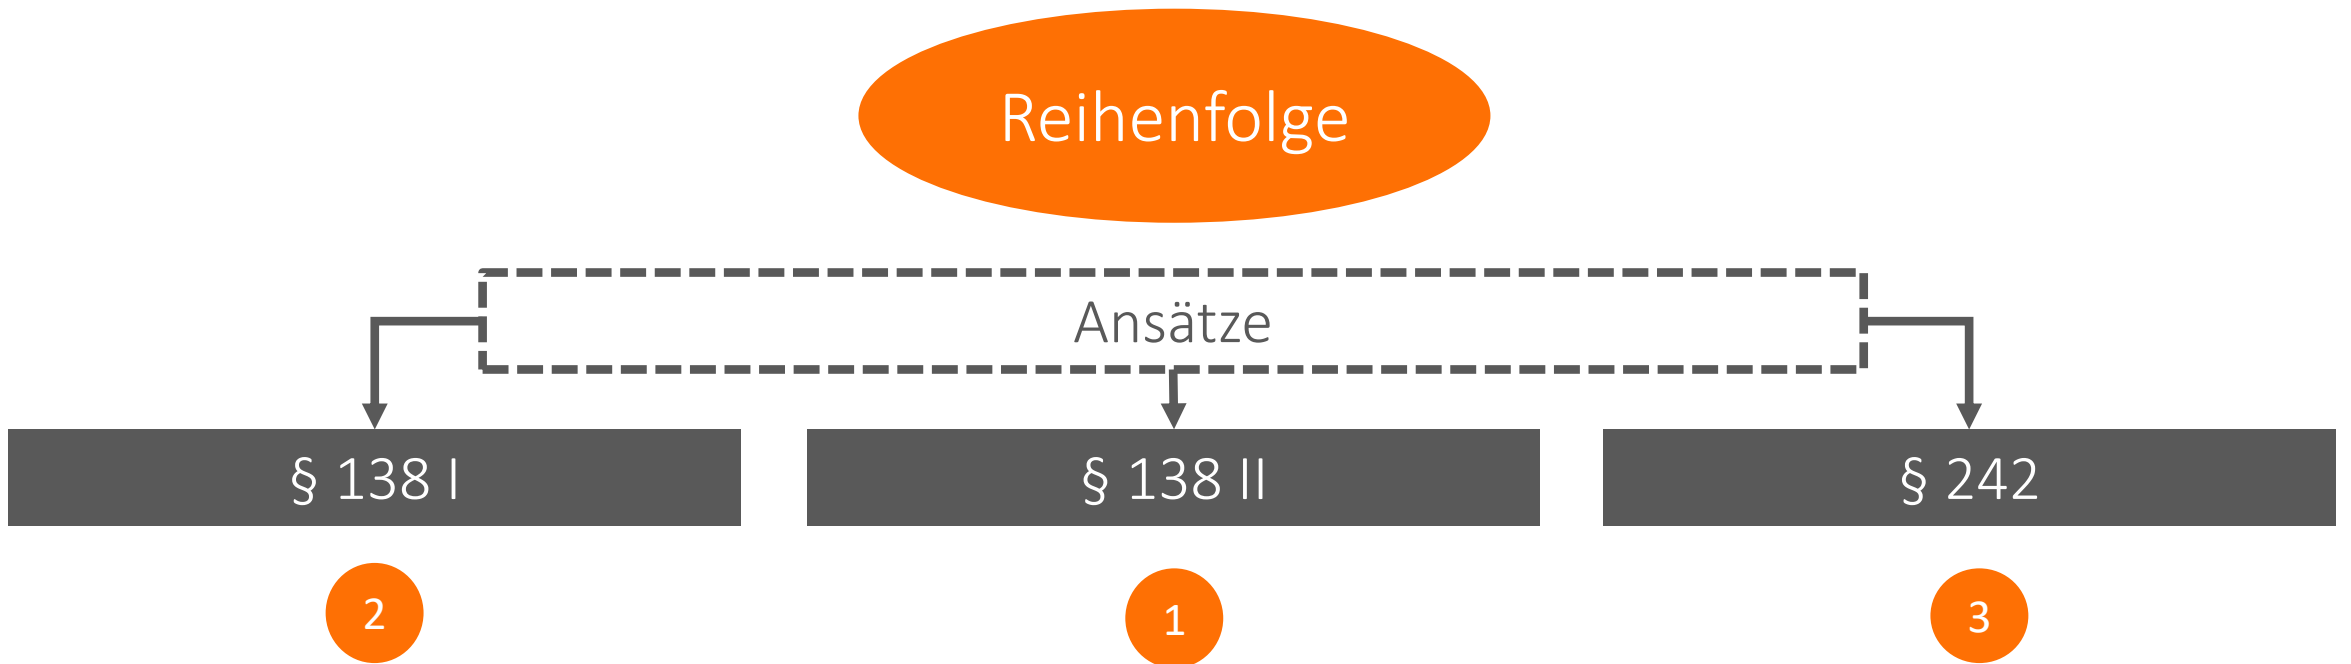 Reihenfolge
Ansätze
§ 138 I
§ 138 II
§ 242
2
1
3